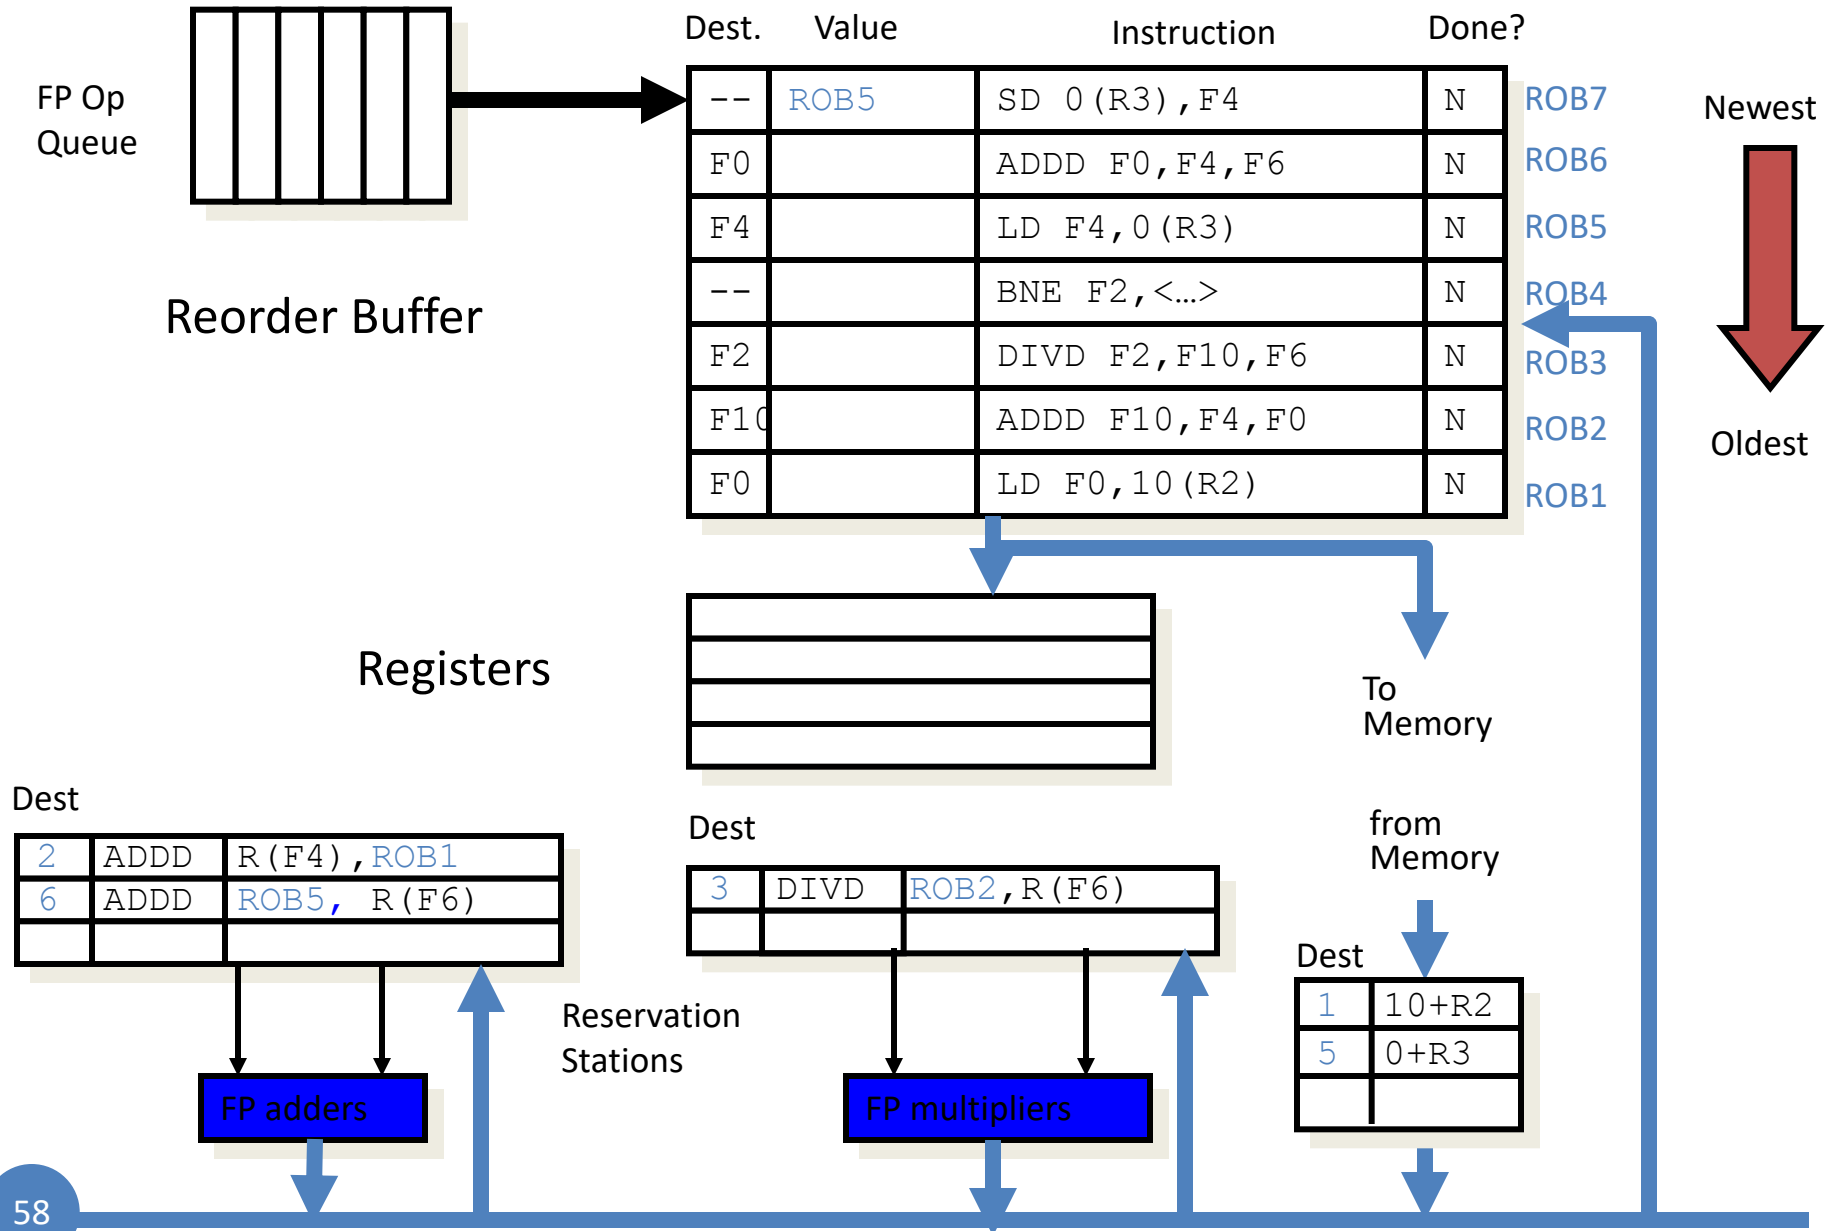 Dest. Value Instruction Done?
FP Op
Queue
-- ROB5 SD 0(R3),F4 N ROB7
F0 ADDD F0,F4,F6 N ROB6
F4 LD F4,0(R3) N ROB5
-- BNE F2,<…> N ROB4
F2 DIVD F2,F10,F6 N ROB3
F10 ADDD F10,F4,F0 N ROB2
F0 LD F0,10(R2) N ROB1
Newest
Oldest
Reorder Buffer
Registers
To
Memory
from
Memory
Dest
2 ADDD R(F4),ROB1
6 ADDD ROB5, R(F6)
Dest
3 DIVD ROB2,R(F6)
Dest
1 10+R2
5 0+R3
Reservation
Stations
FP adders
FP multipliers
58